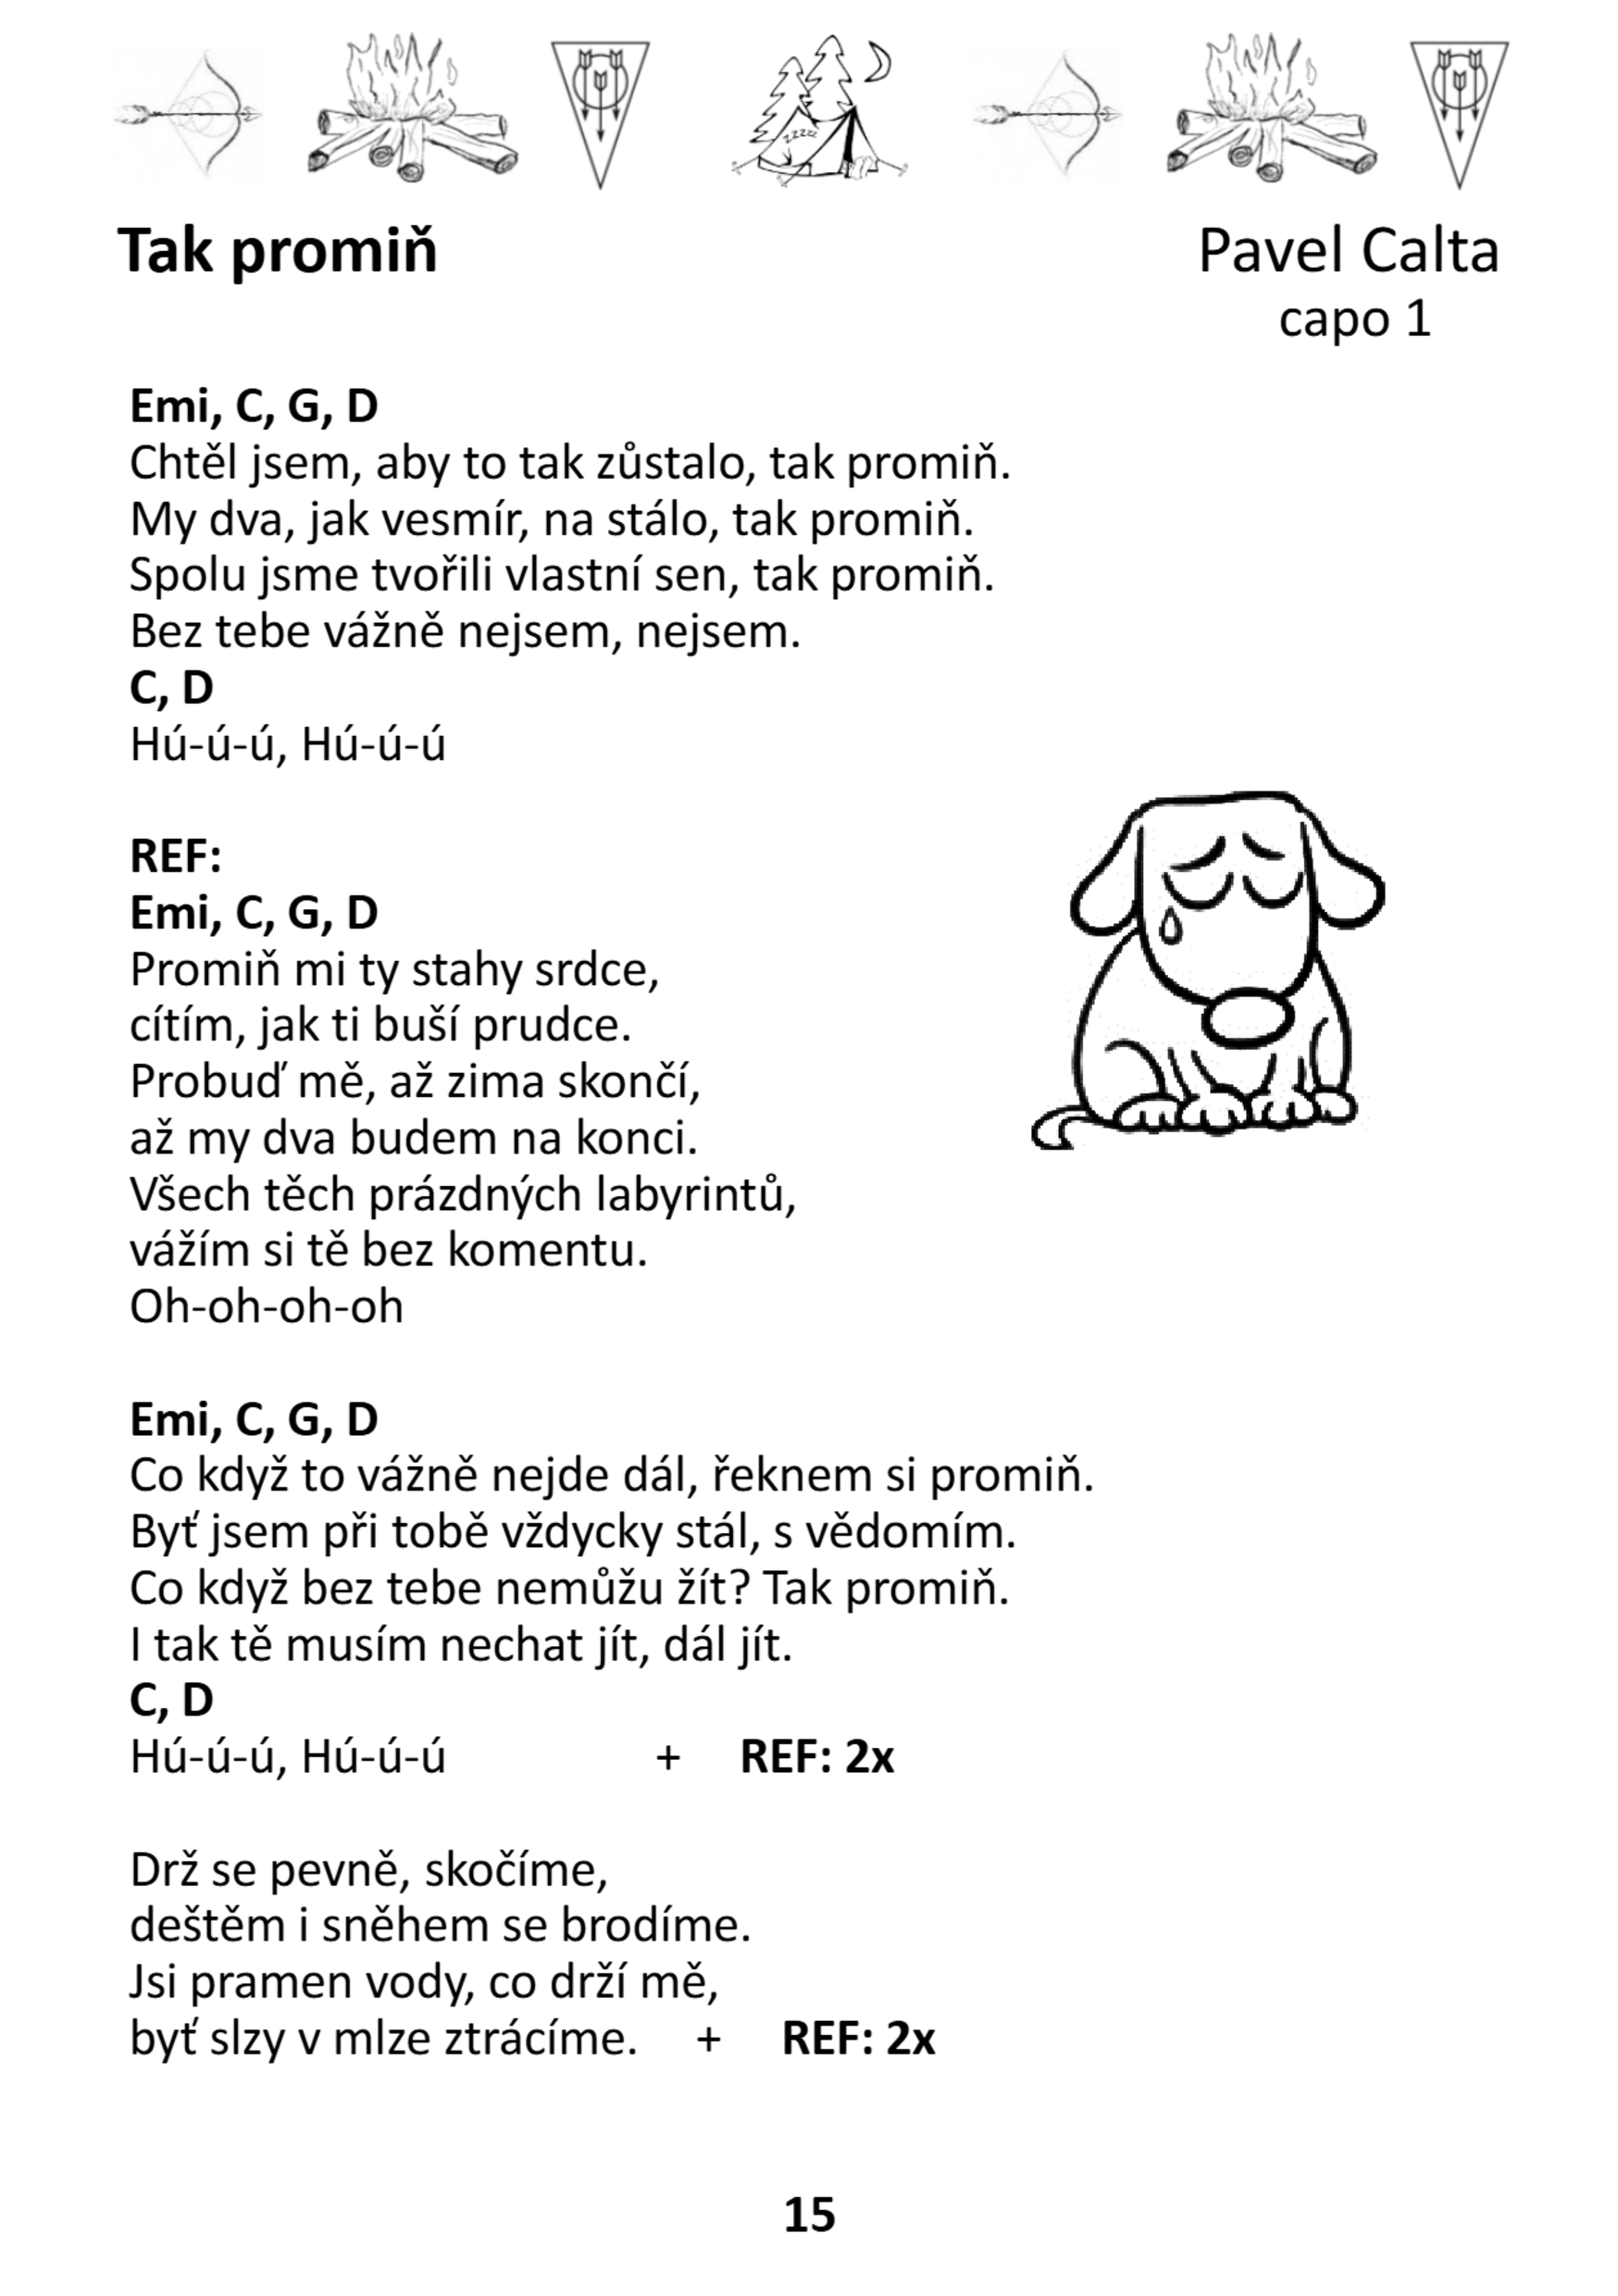 zzzzz
Tak promiň
Pavel Calta
capo 1
Emi, C, G, D
Chtěl jsem, aby to tak zůstalo, tak promiň.
My dva, jak vesmír, na stálo, tak promiň.
Spolu jsme tvořili vlastní sen, tak promiň.
Bez tebe vážně nejsem, nejsem.
C, D
Hú-ú-ú, Hú-ú-ú
REF:
Emi, C, G, D
Promiň mi ty stahy srdce,
cítím, jak ti buší prudce.
Probuď mě, až zima skončí,
až my dva budem na konci.
Všech těch prázdných labyrintů,
vážím si tě bez komentu.
Oh-oh-oh-oh
Emi, C, G, D
Co když to vážně nejde dál, řeknem si promiň.
Byť jsem při tobě vždycky stál, s vědomím.
Co když bez tebe nemůžu žít? Tak promiň.
I tak tě musím nechat jít, dál jít.
C, D
Hú-ú-ú, Hú-ú-ú + REF: 2x
Drž se pevně, skočíme,
deštěm i sněhem se brodíme.
Jsi pramen vody, co drží mě,
byť slzy v mlze ztrácíme. + REF: 2x
15